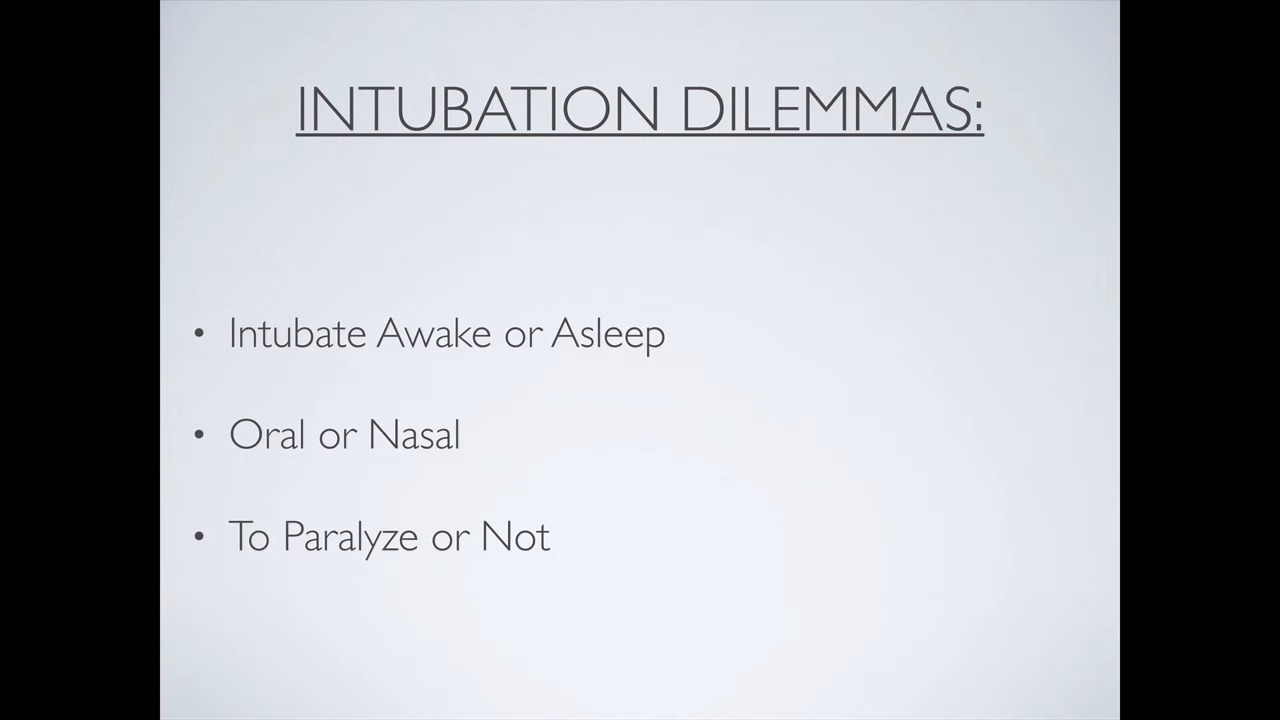 INTUBATION DILEMMAS:
• Intubate Awake or Asleep
• Oral or Nasal
• To Paralyze or Not